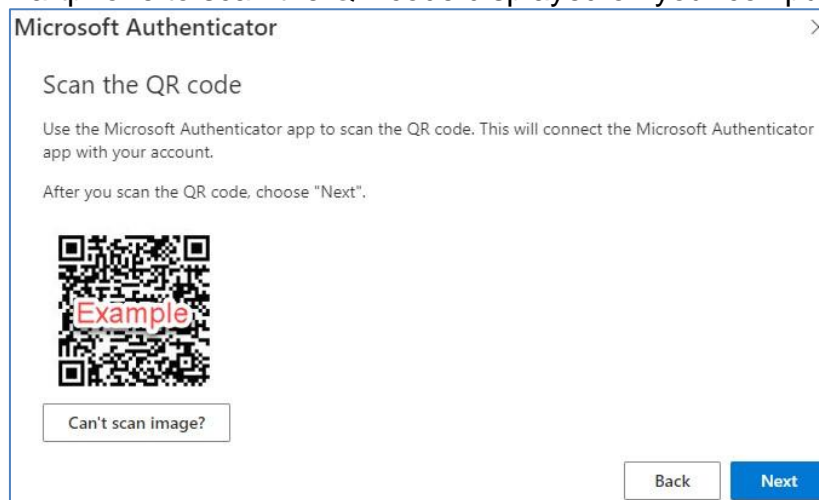 Microsoft Authenticator
Scan the QR code
Use the Microsoft Authenticator app to scan the QR code. This will connect the Microsoft Authenticator
app with your account.
After you scan the QR code, choose "Next".
Example
Can't scan image?
Back Next